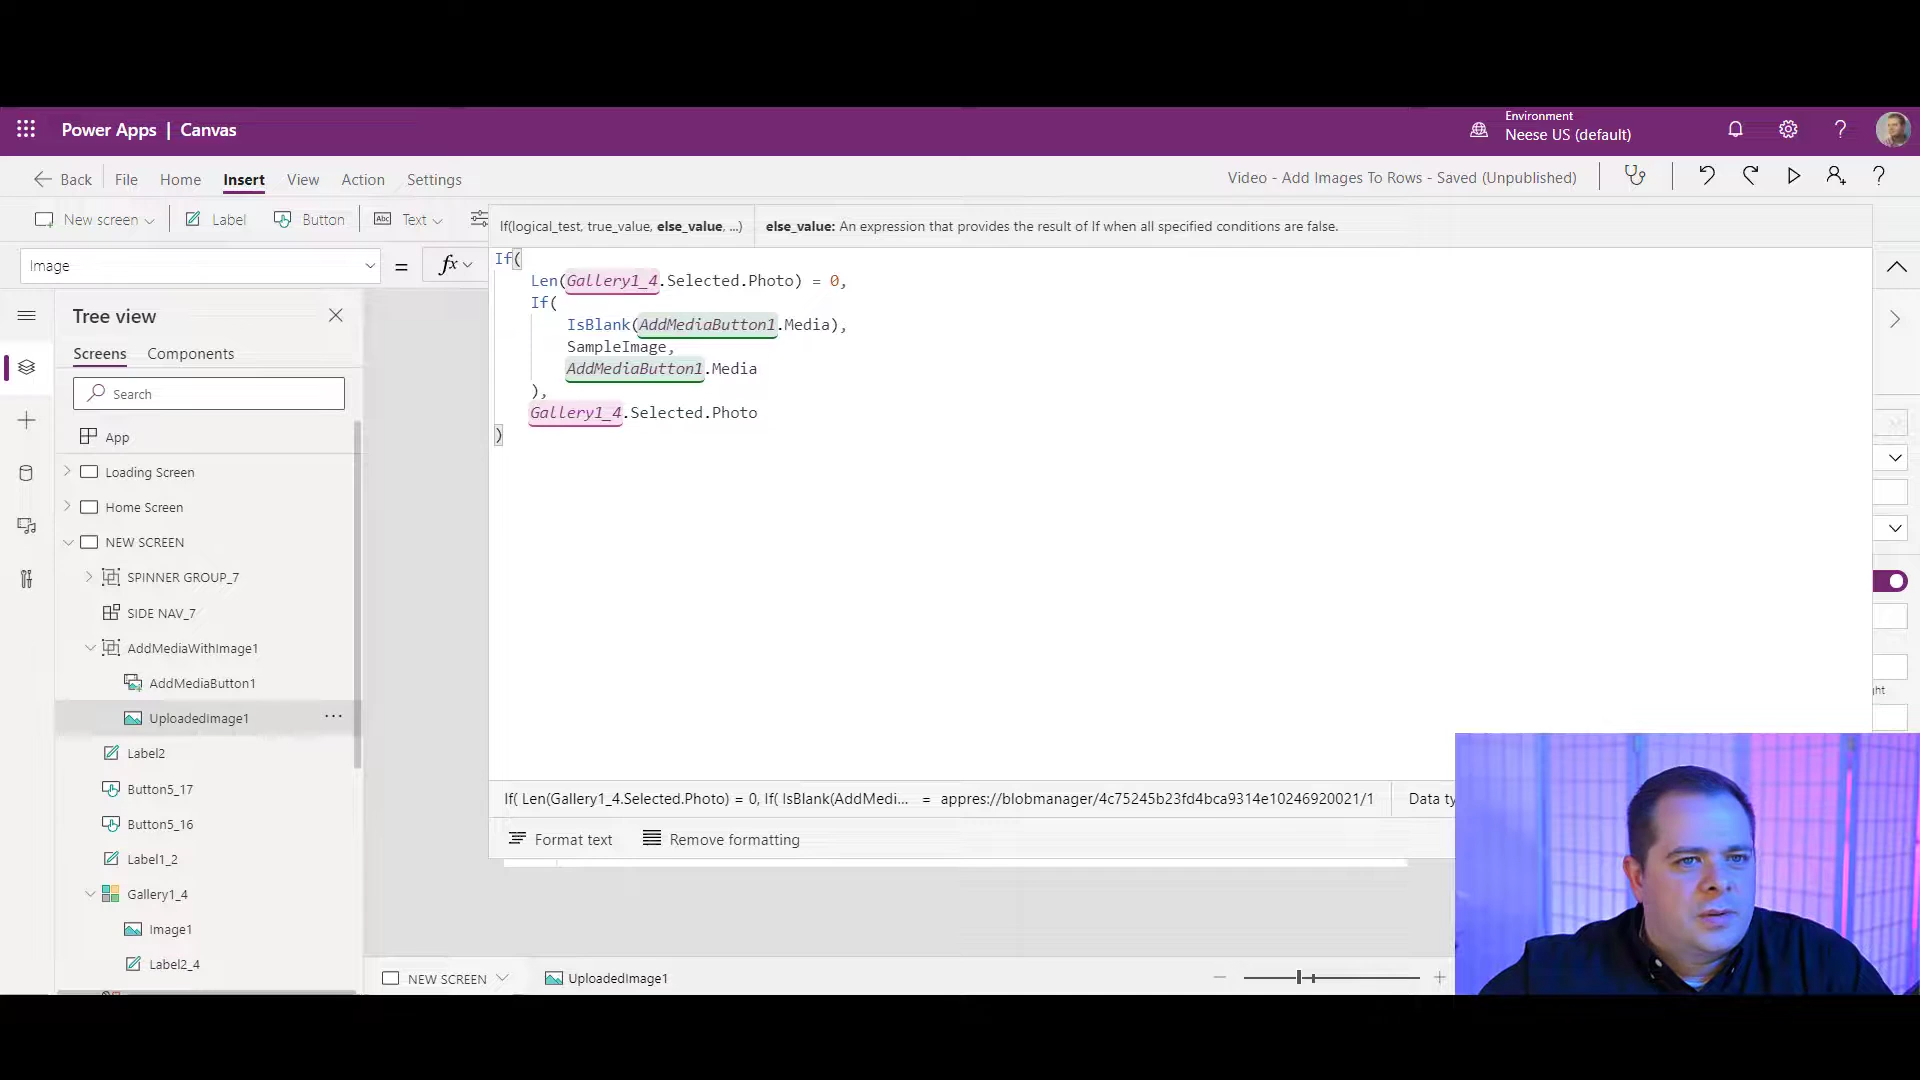 Power Apps | Canvas
Environment
Neese US (default)
?
Back File Home Insert View Action Settings
Video - Add Images To Rows - Saved (Unpublished)
?
New screen Label Button Abc Text
If(logical_test, true_value, else_value, ...) else_value: An expression that provides the result of If when all specified conditions are false.
Image = fx
If(
Len(Gallery1_4.Selected.Photo) = 0,
If(
IsBlank(AddMediaButton1.Media),
SampleImage,
AddMediaButton1.Media
),
Gallery1_4.Selected.Photo
)
Tree view
Screens Components
Search
App
Loading Screen
Home Screen
NEW SCREEN
SPINNER GROUP_7
SIDE NAV_7
AddMediaWithImage1
AddMediaButton1
UploadedImage1 ...
Label2
Button5_17
Button5_16
Label1_2
Gallery1_4
Image1
Label2_4
ht
If( Len(Gallery1_4.Selected.Photo) = 0, If( IsBlank(AddMedi... = appres://blobmanager/4c75245b23fd4bca9314e10246920021/1 Data ty
Format text Remove formatting
NEW SCREEN UploadedImage1